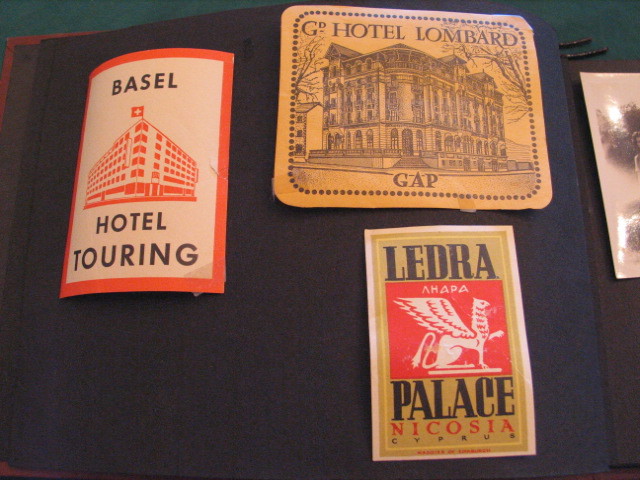 BASEL
HOTEL
TOURING
GD HOTEL LOMBARD
GAP
LEDRA
ΛΗΔΡΑ
PALACE
NICOSIA
CYPRUS